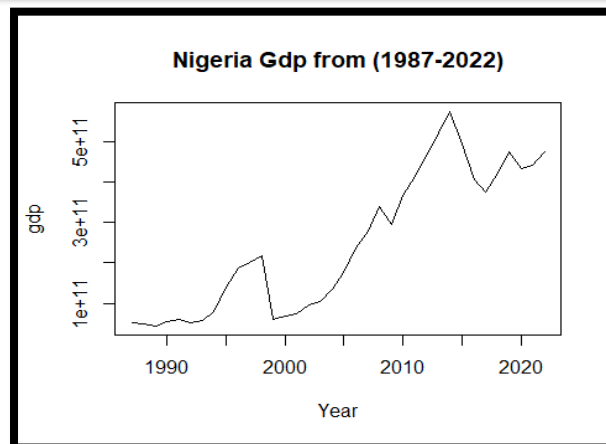 Nigeria Gdp from (1987-2022)
gdp
5e+11
3e+11
1e+11
1990
2000
2010
2020
Year